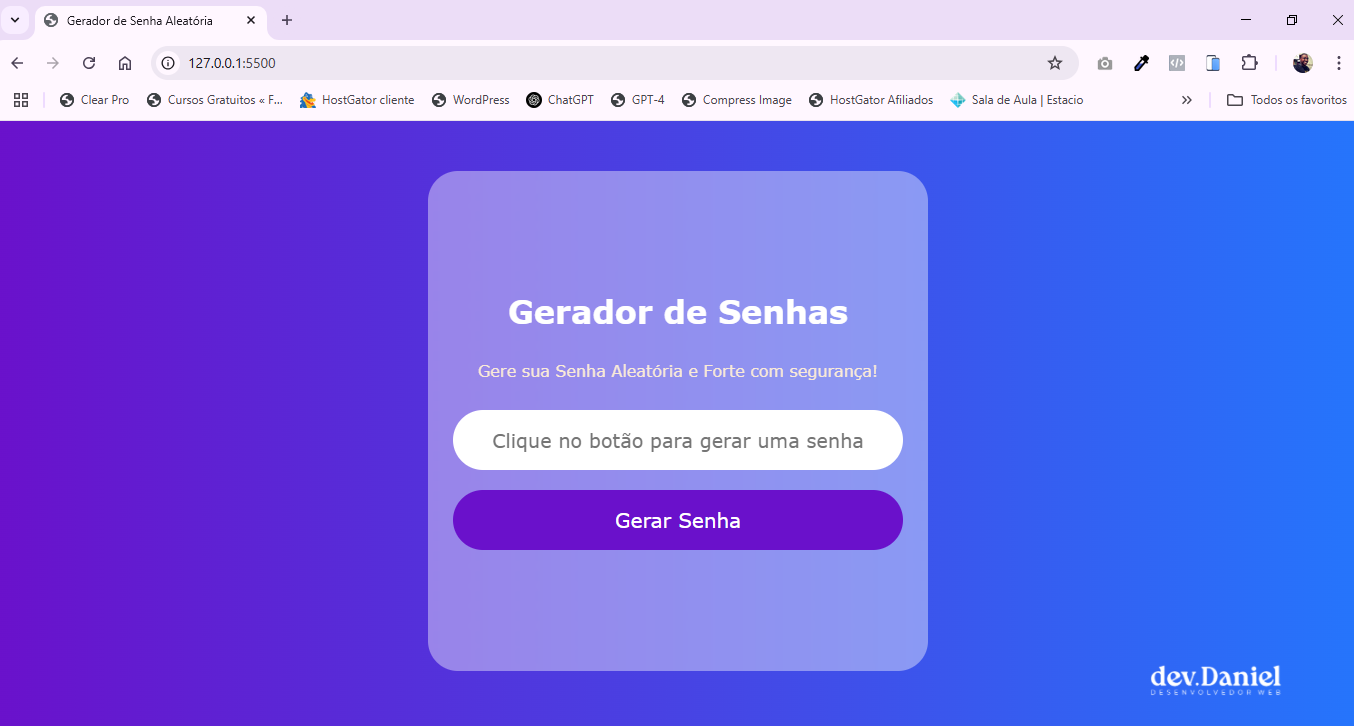 Gerador de Senha Aleatória
127.0.0.1:5500
Clear Pro Cursos Gratuitos « F... HostGator cliente WordPress ChatGPT GPT-4 Compress Image HostGator Afiliados Sala de Aula | Estacio Todos os favoritos
Gerador de Senhas
Gere sua Senha Aleatória e Forte com segurança!
Clique no botão para gerar uma senha
Gerar Senha
dev.Daniel
DESENVOLVEDOR WEB